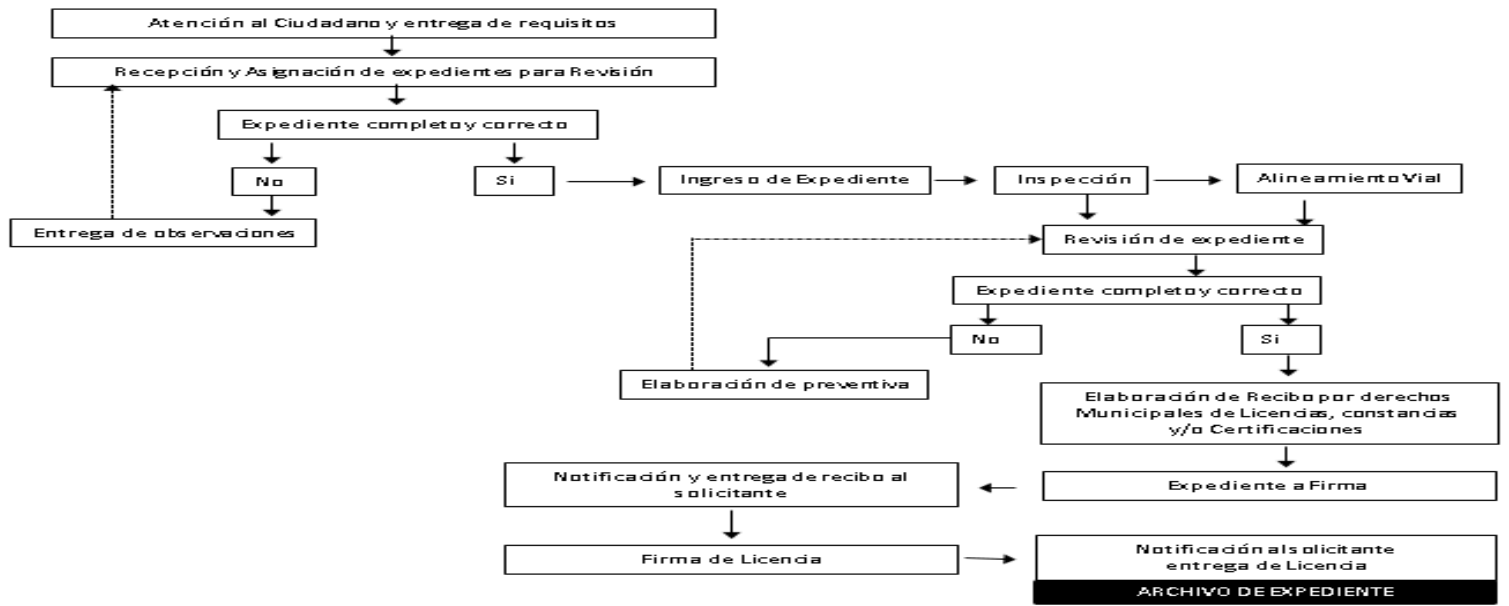 Atención al Ciudadano y entrega de requisitos
Recepción y Asignación de expedientes para Revisión
Expediente completo y correcto
No
Si
Ingreso de Expediente
Inspección
Alineamiento Vial
Entrega de observaciones
Revisión de expediente
Expediente completo y correcto
No
Si
Elaboración de preventiva
Elaboración de Recibo por derechos
Municipales de Licencias, constancias
y/o Certificaciones
Notificación y entrega de recibo al
solicitante
Expediente a Firma
Firma de Licencia
Notificación al solicitante
entrega de Licencia
ARCHIVO DE EXPEDIENTE